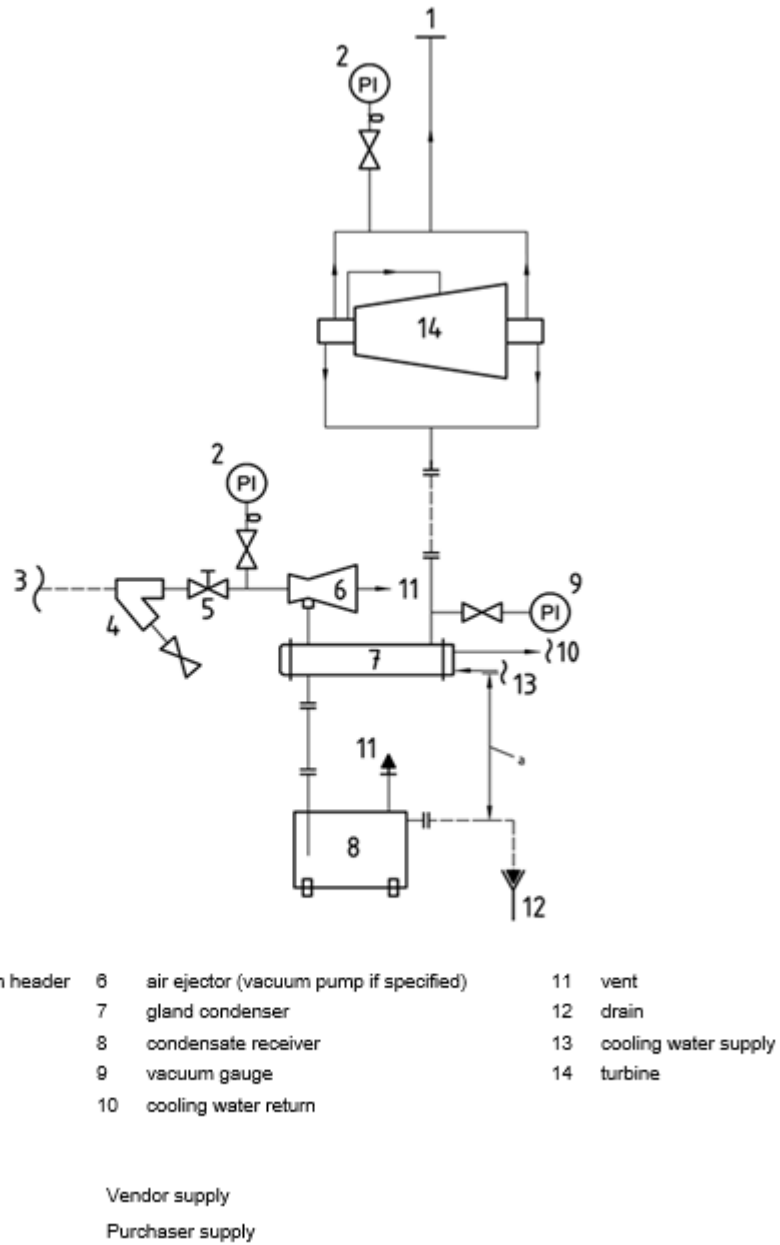 1
2
PI
14
2
PI
3
4
5
6
11
9
PI
7
10
13
11
a
8
12
header 6 air ejector (vacuum pump if specified) 11 vent
7 gland condenser 12 drain
8 condensate receiver 13 cooling water supply
9 vacuum gauge 14 turbine
10 cooling water return
Vendor supply
Purchaser supply